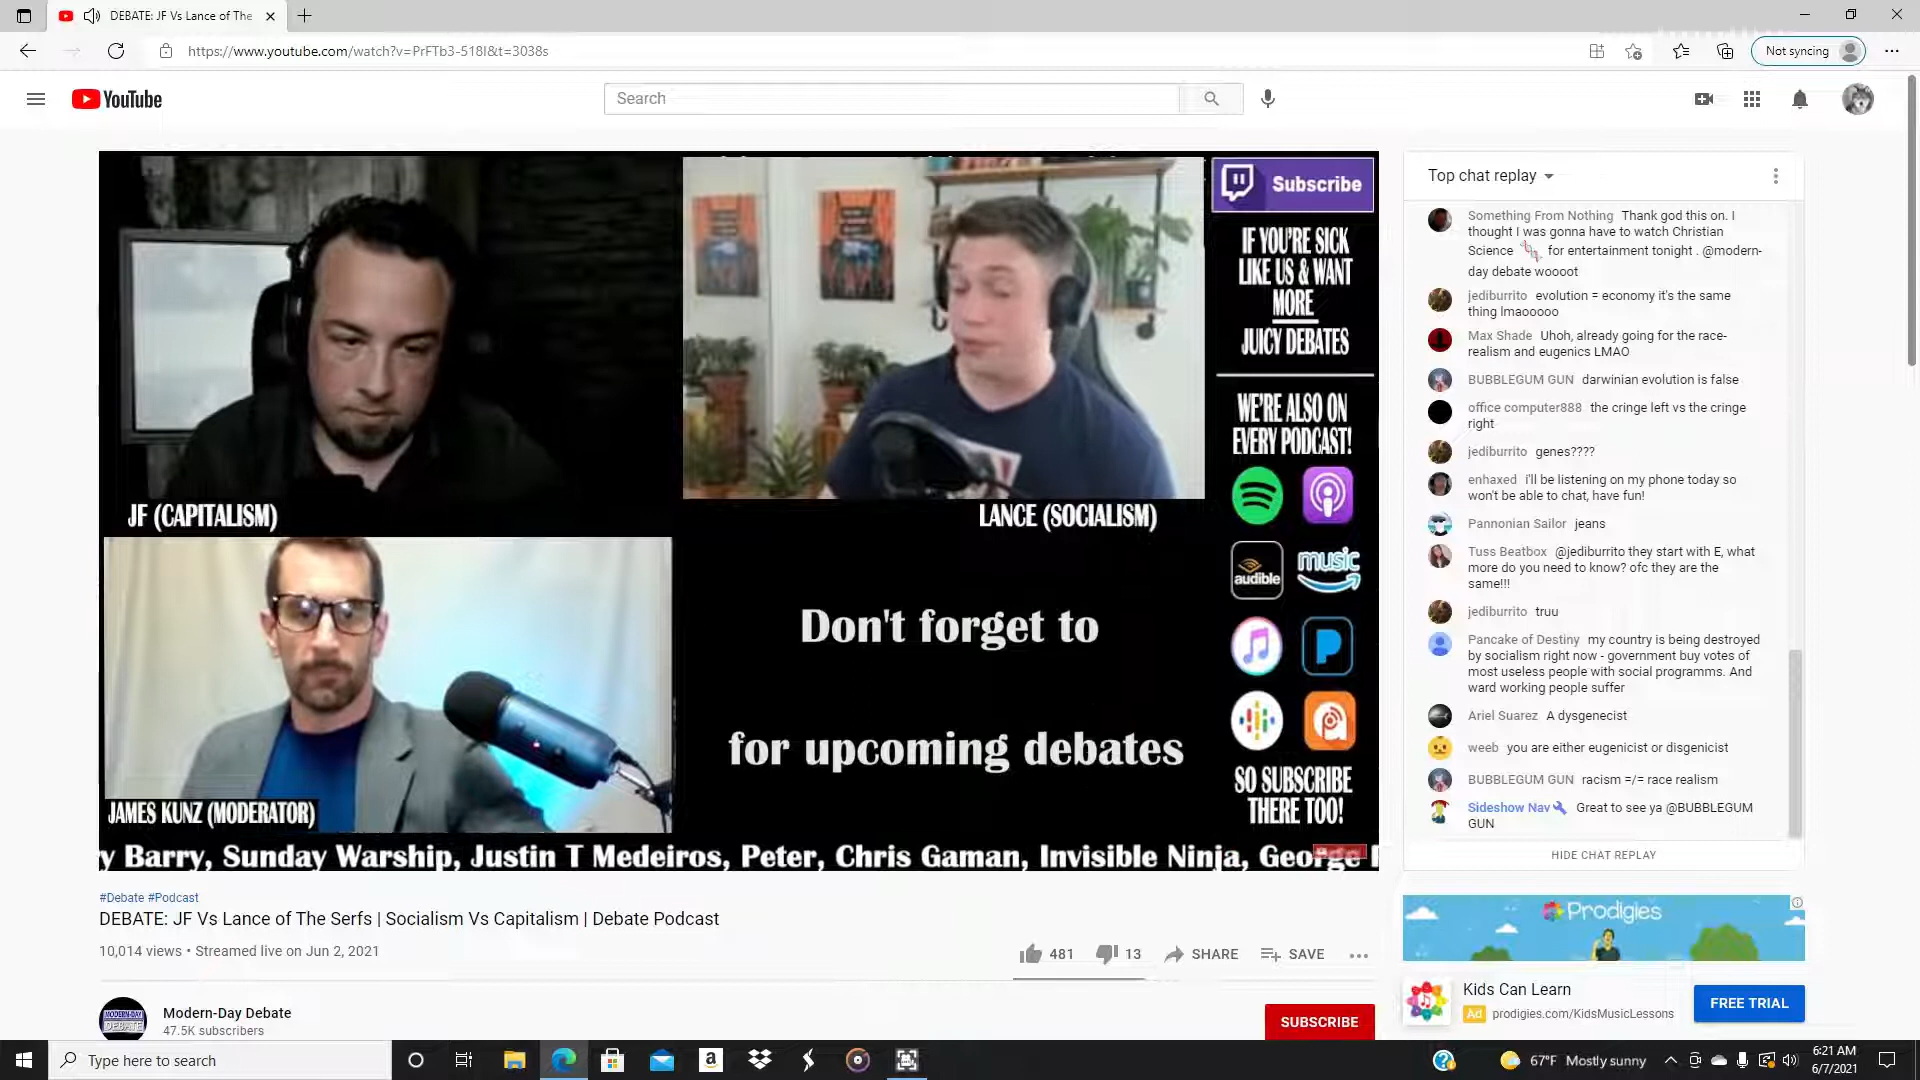 DEBATE: JF Vs Lance of The
https://www.youtube.com/watch?v=PrFTb3-518I&t=3038s
Not syncing
YouTube
Search
Subscribe
IF YOU'RE SICK
LIKE US & WANT
MORE
JUICY DEBATES
WE'RE ALSO ON
EVERY PODCAST!
audible
music
SO SUBSCRIBE
THERE TOO!
JF (CAPITALISM)
LANCE (SOCIALISM)
JAMES KUNZ (MODERATOR)
Don't forget to
for upcoming debates
y Barry, Sunday Warship, Justin T Medeiros, Peter, Chris Gaman, Invisible Ninja, George
Top chat replay
Something From Nothing Thank god this on. I
thought I was gonna have to watch Christian
Science for entertainment tonight . @modern-
day debate woooot
jediburrito evolution = economy it's the same
thing lmaooooo
Max Shade Uhoh, already going for the race-
realism and eugenics LMAO
BUBBLEGUM GUN darwinian evolution is false
office computer888 the cringe left vs the cringe
right
jediburrito genes????
enhaxed i'll be listening on my phone today so
won't be able to chat, have fun!
Pannonian Sailor jeans
Tuss Beatbox @jediburrito they start with E, what
more do you need to know? ofc they are the
same!!!
jediburrito truu
Pancake of Destiny my country is being destroyed
by socialism right now - government buy votes of
most useless people with social programms. And
ward working people suffer
Ariel Suarez A dysgenecist
weeb you are either eugenicist or disgenicist
BUBBLEGUM GUN racism =/= race realism
Sideshow Nav Great to see ya @BUBBLEGUM
GUN
HIDE CHAT REPLAY
#Debate #Podcast
DEBATE: JF Vs Lance of The Serfs | Socialism Vs Capitalism | Debate Podcast
10,014 views • Streamed live on Jun 2, 2021
481
13
SHARE
SAVE
MODERN-DAY
DEBATE
Modern-Day Debate
47.5K subscribers
SUBSCRIBE
Prodigies
Kids Can Learn
Ad prodigies.com/KidsMusicLessons
FREE TRIAL
Type here to search
67°F Mostly sunny
6:21 AM
6/7/2021